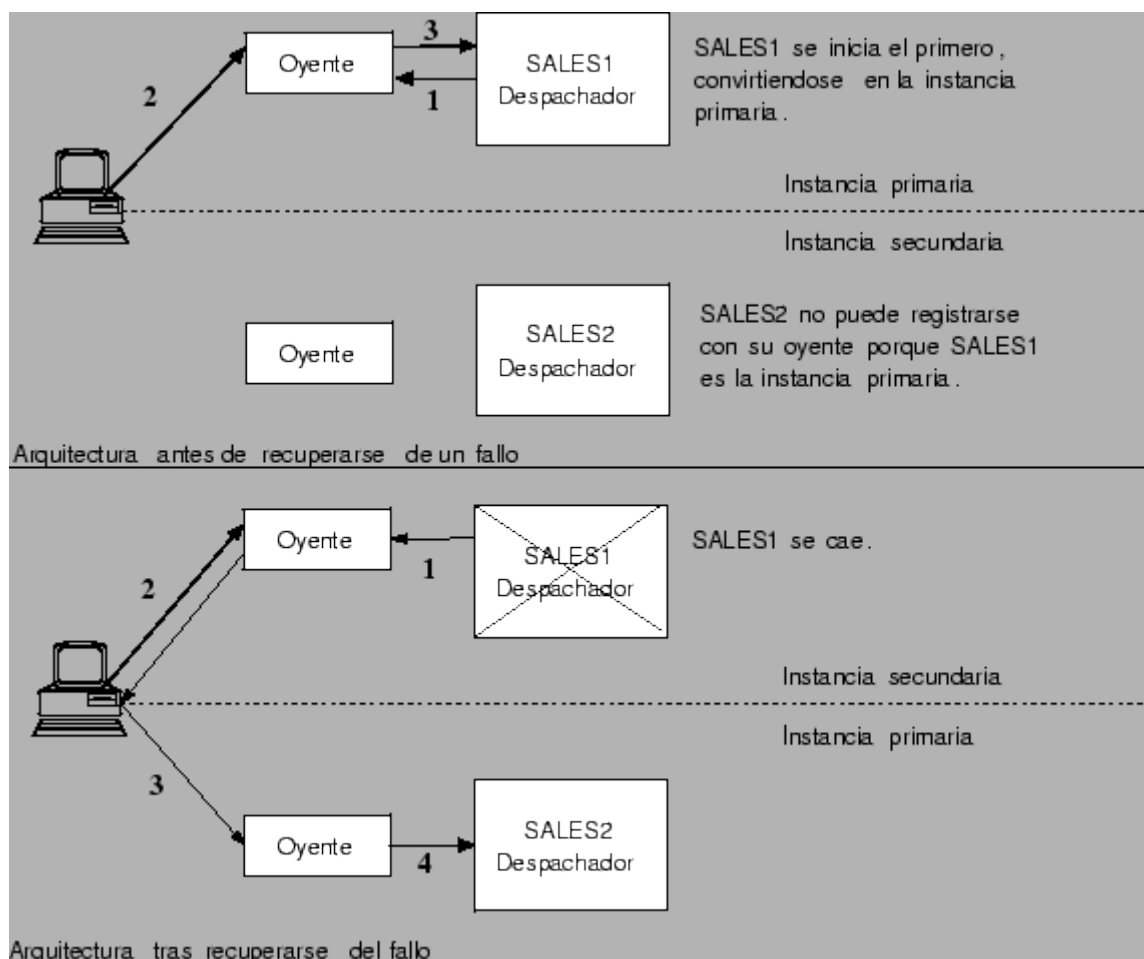 3
Oyente
SALES1
Despachador
SALES1 se inicia el primero,
convirtiendose en la instancia
primaria.
2
1
Instancia primaria
Instancia secundaria
Oyente
SALES2
Despachador
SALES2 no puede registrarse
con su oyente porque SALES1
es la instancia primaria.
Arquitectura antes de recuperarse de un fallo
Oyente
1
SALES1
Despachador
SALES1 se cae.
2
Instancia secundaria
Instancia primaria
3
Oyente
4
SALES2
Despachador
Arquitectura tras recuperarse del fallo